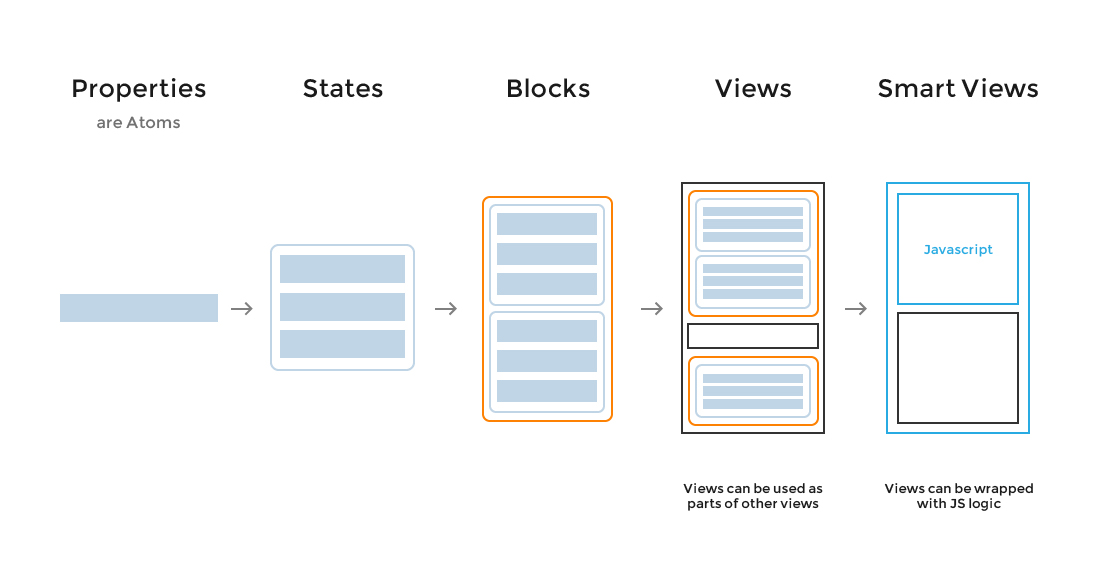 Properties
are Atoms
States
Blocks
Views
Smart Views
Javascript
Views can be used as
parts of other views
Views can be wrapped
with JS logic